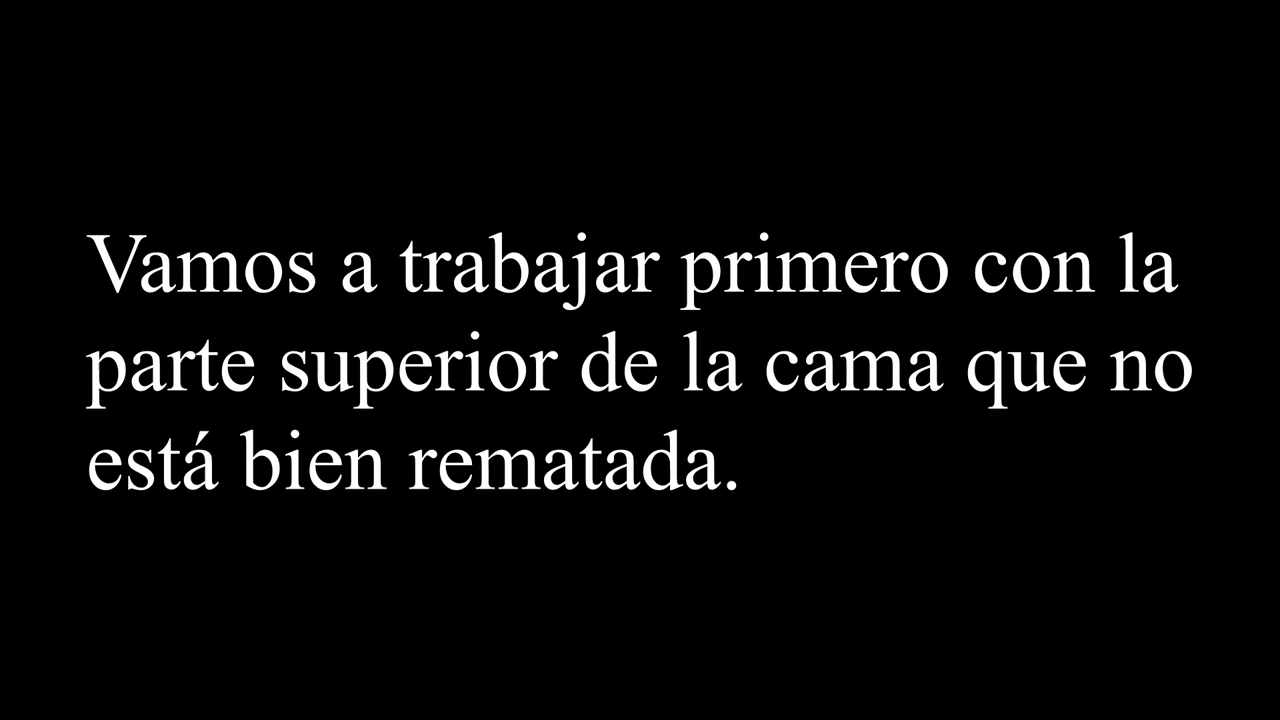 Vamos a trabajar primero con la
parte superior de la cama que no
está bien rematada.